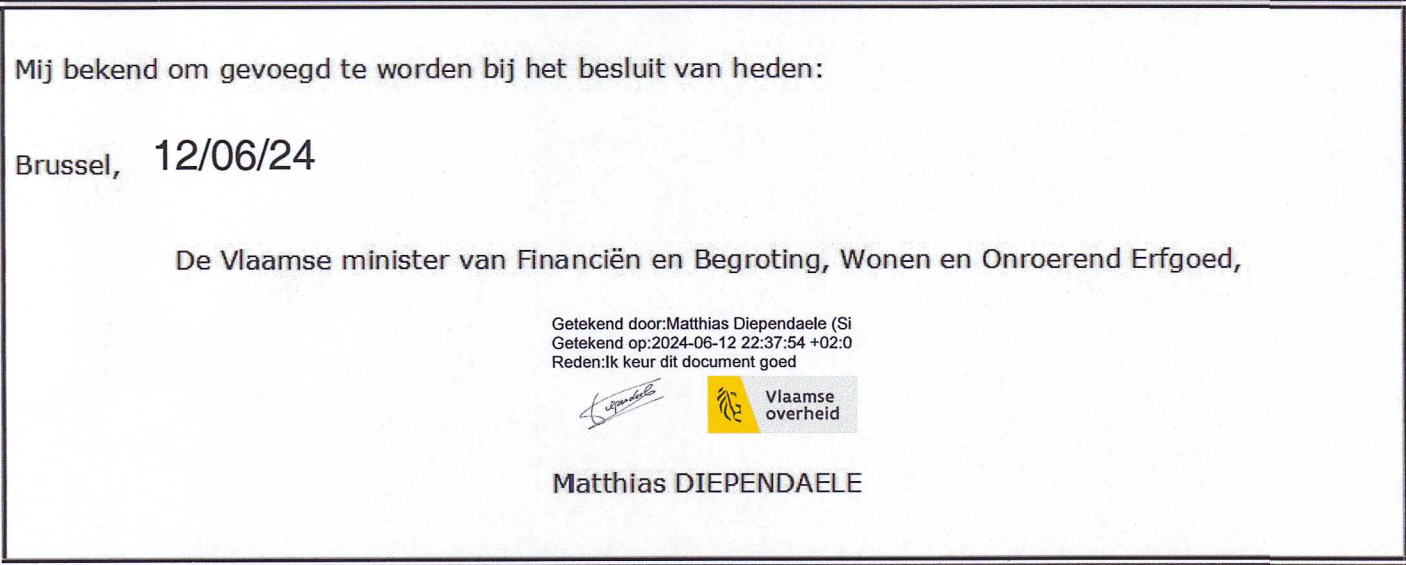 Mij bekend om gevoegd te worden bij het besluit van heden:
Brussel, 12/06/24
De Vlaamse minister van Financiën en Begroting, Wonen en Onroerend Erfgoed,
Getekend door:Matthias Diependaele (Si
Getekend op:2024-06-12 22:37:54 +02:0
Reden:Ik keur dit document goed
Vlaamse
overheid
Matthias DIEPENDAELE